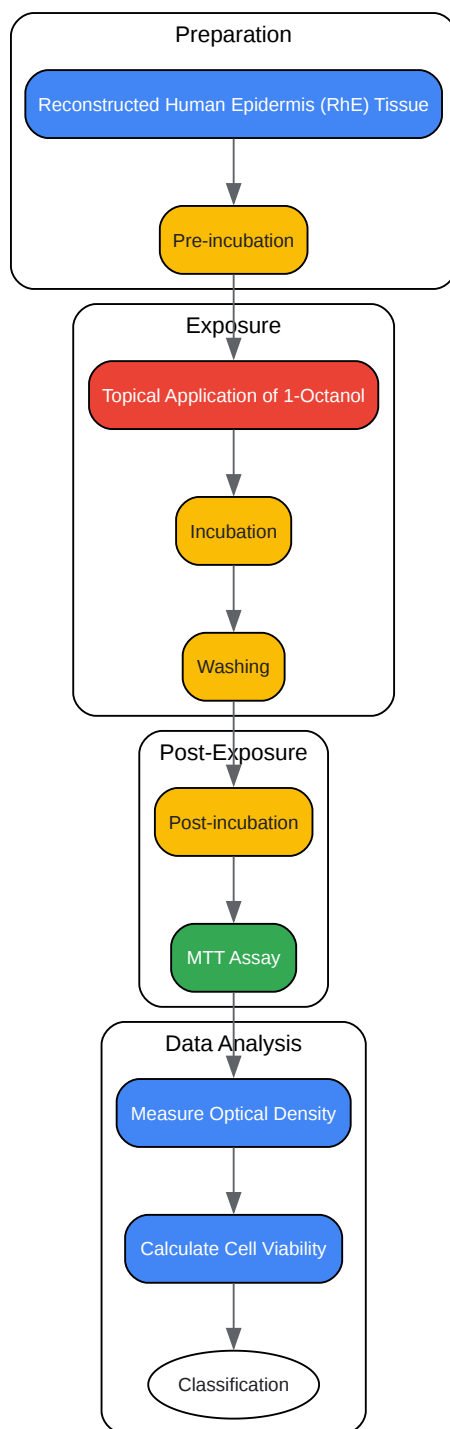 Preparation
Reconstructed Human Epidermis (RhE) Tissue
Pre-incubation
Exposure
Topical Application of 1-Octanol
Incubation
Washing
Post-Exposure
Post-incubation
MTT Assay
Data Analysis
Measure Optical Density
Calculate Cell Viability
Classification